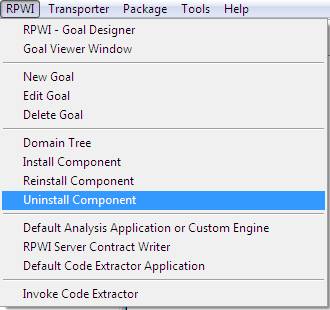 RPWI Transporter Package Tools Help
RPWI - Goal Designer
Goal Viewer Window
New Goal
Edit Goal
Delete Goal
Domain Tree
Install Component
Reinstall Component
Uninstall Component
Default Analysis Application or Custom Engine
RPWI Server Contract Writer
Default Code Extractor Application
Invoke Code Extractor